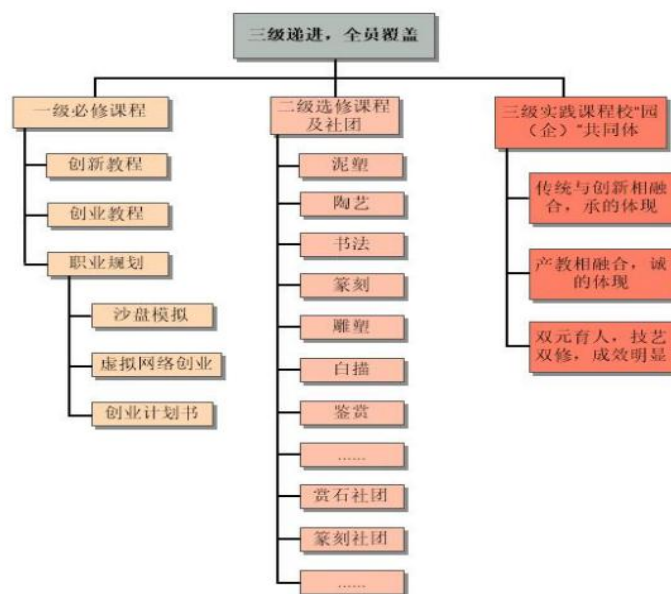 三级递进，全员覆盖
一级必修课程
创新教程
创业教程
职业规划
沙盘模拟
虚拟网络创业
创业计划书
二级选修课程
及社团
泥塑
陶艺
书法
篆刻
雕塑
白描
鉴赏
……
赏石社团
篆刻社团
……
三级实践课程校“园
（企）”共同体
传统与创新相融
合，承的体现
产教相融合，诚
的体现
双元育人，技艺
双修，成效明显